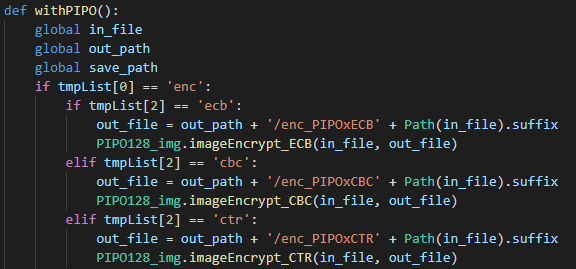 def withPIPO():
    global in_file
    global out_path
    global save_path
    if tmpList[0] == 'enc':
        if tmpList[2] == 'ecb':
            out_file = out_path + '/enc_PIPOxECB' + Path(in_file).suffix
            PIPO128_img.imageEncrypt_ECB(in_file, out_file)
        elif tmpList[2] == 'cbc':
            out_file = out_path + '/enc_PIPOxCBC' + Path(in_file).suffix
            PIPO128_img.imageEncrypt_CBC(in_file, out_file)
        elif tmpList[2] == 'ctr':
            out_file = out_path + '/enc_PIPOxCTR' + Path(in_file).suffix
            PIPO128_img.imageEncrypt_CTR(in_file, out_file)